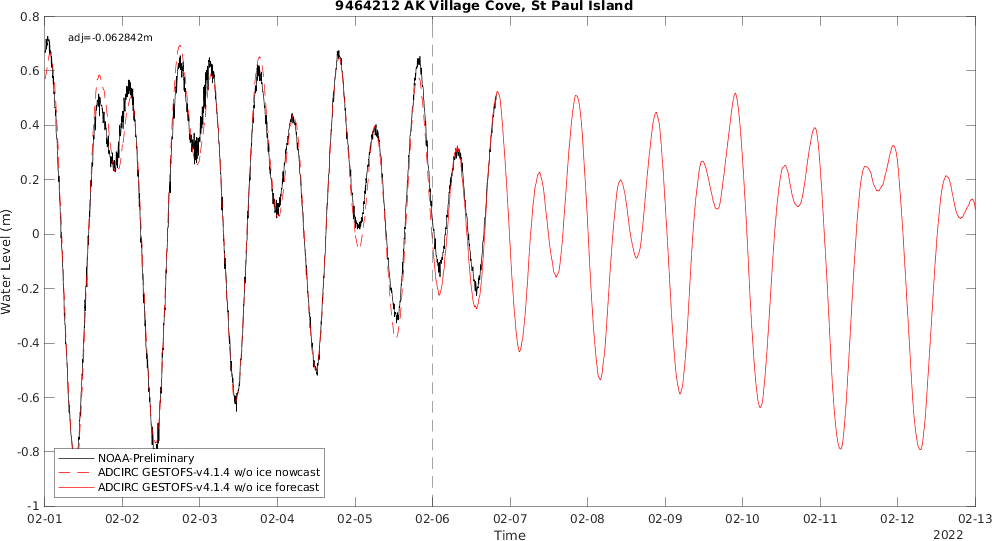 9464212 AK Village Cove, St Paul Island
adj=-0.062842m
0.8
0.6
0.4
0.2
0
-0.2
-0.4
-0.6
-0.8
-1
Water Level (m)
NOAA-Preliminary
ADCIRC GESTOFS-v4.1.4 w/o ice nowcast
ADCIRC GESTOFS-v4.1.4 w/o ice forecast
02-01 02-02 02-03 02-04 02-05 02-06 02-07 02-08 02-09 02-10 02-11 02-12 02-13
Time
2022